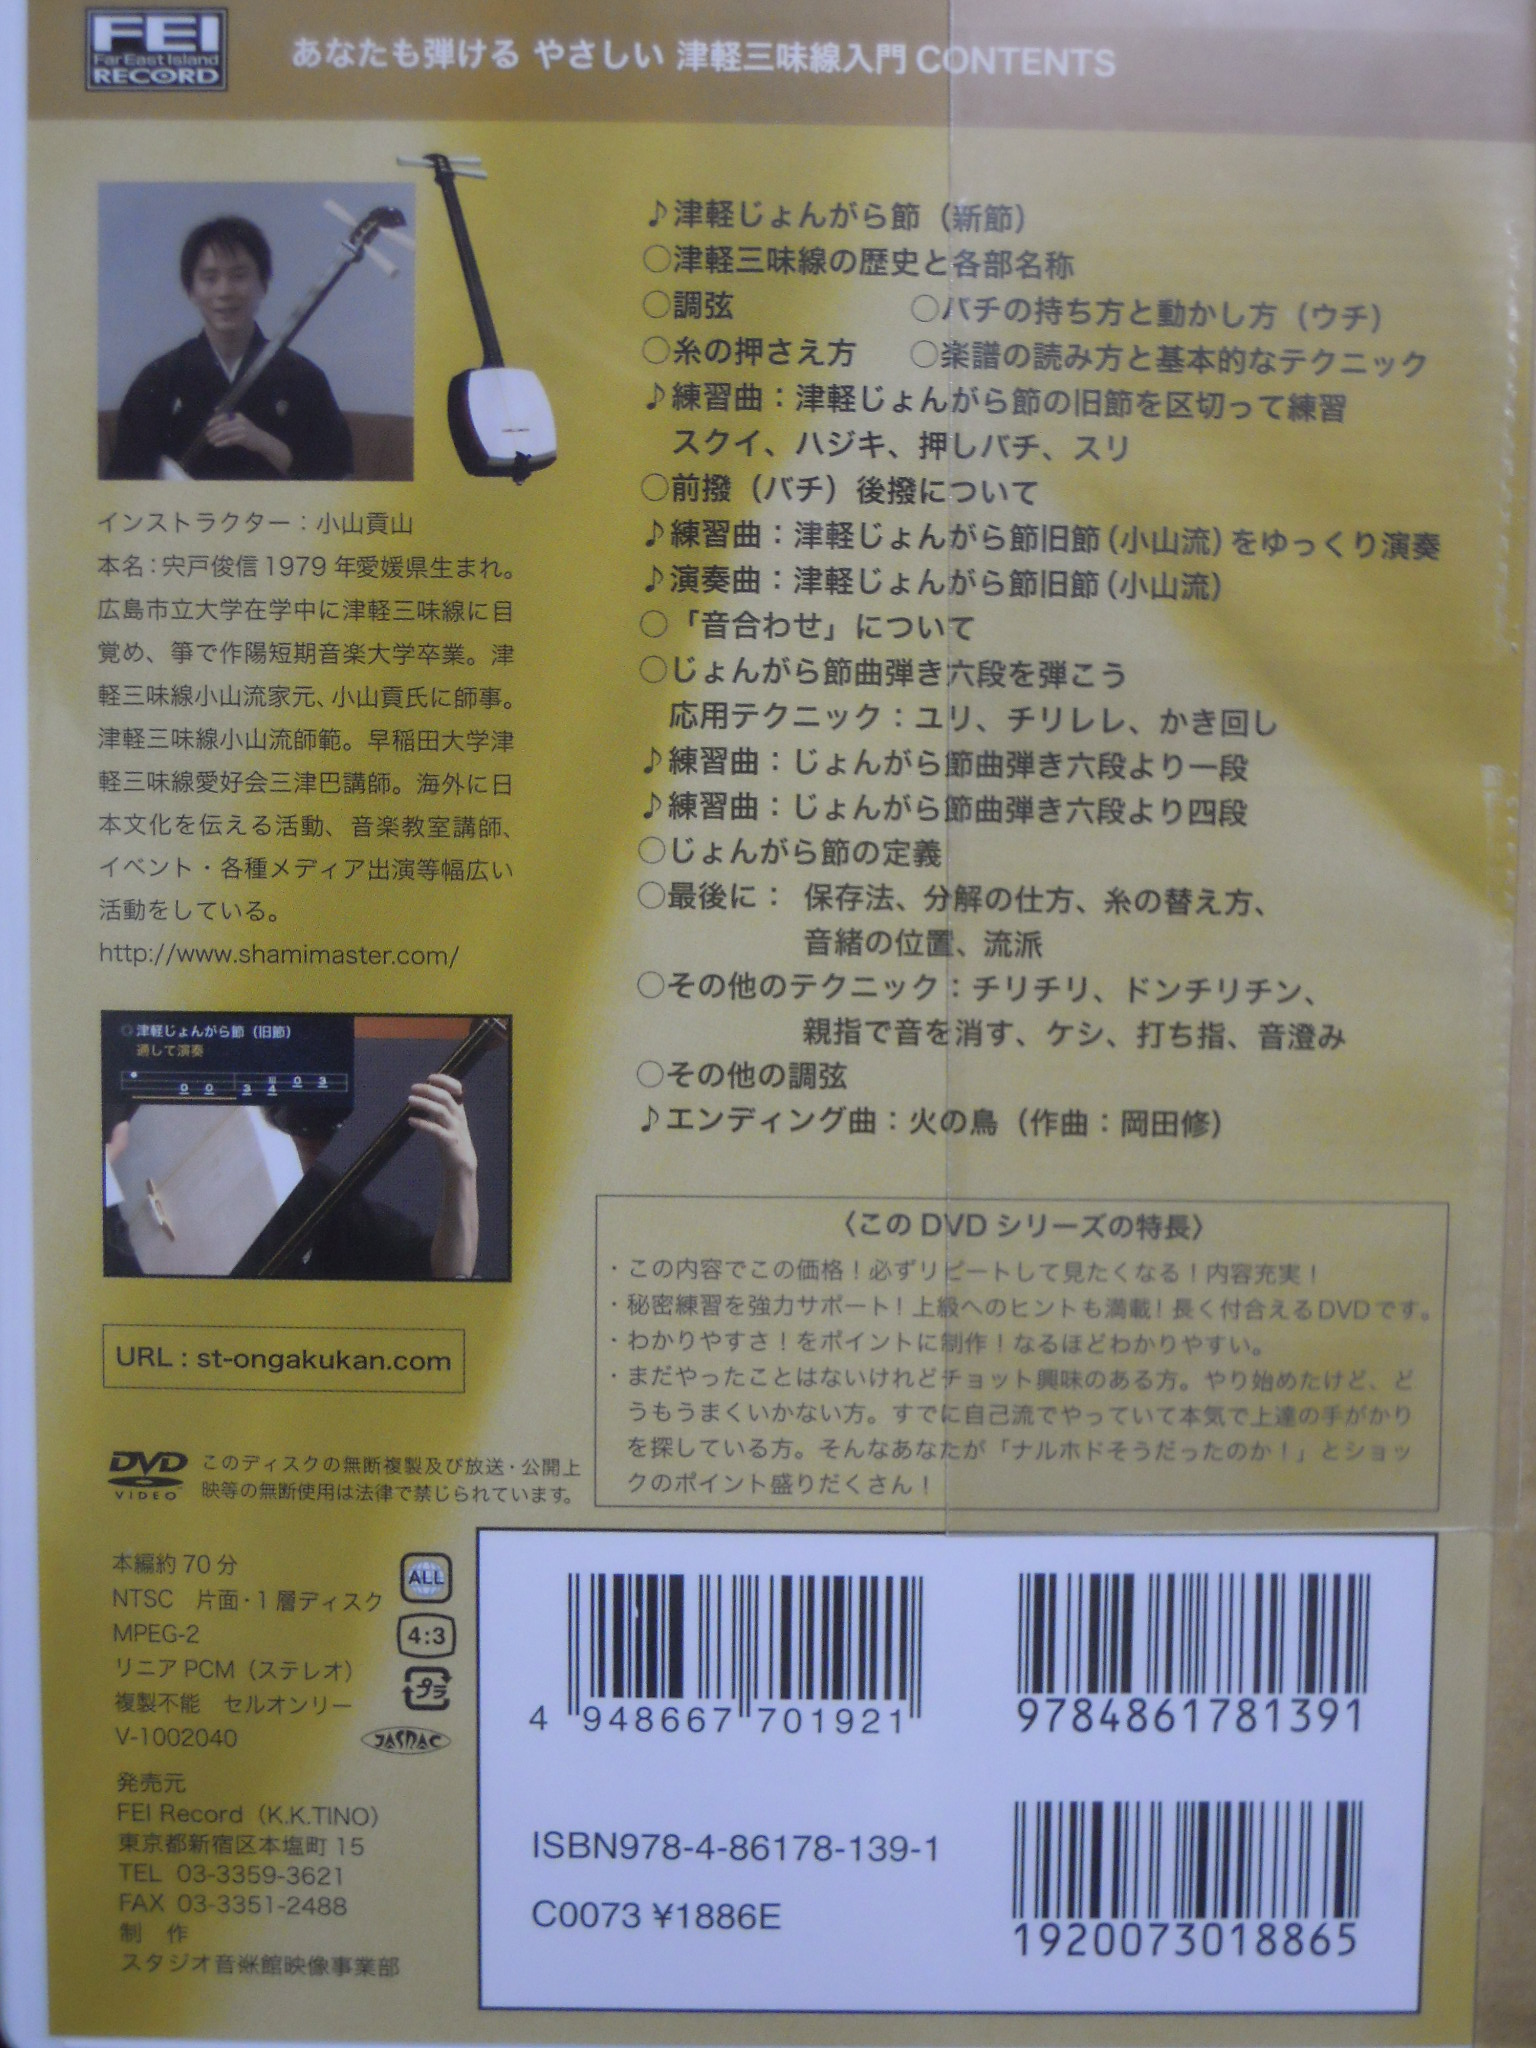 FEI
Far East Island
RECORD
あなたも弾ける やさしい 津軽三味線入門 CONTENTS
♪津軽じょんがら節（新節）
○津軽三味線の歴史と各部名称
○調弦 ○バチの持ち方と動かし方（ウチ）
○糸の押さえ方 ○楽譜の読み方と基本的なテクニック
♪練習曲：津軽じょんがら節の旧節を区切って練習
スクイ、ハジキ、押しバチ、スリ
○前撥（バチ）後撥について
♪練習曲：津軽じょんがら節旧節（小山流）をゆっくり演奏
♪演奏曲：津軽じょんがら節旧節（小山流）
○「音合わせ」について
○じょんがら節曲弾き六段を弾こう
応用テクニック：ユリ、チリレレ、かき回し
♪練習曲：じょんがら節曲弾き六段より一段
♪練習曲：じょんがら節曲弾き六段より四段
○じょんがら節の定義
○最後に： 保存法、分解の仕方、糸の替え方、
音緒の位置、流派
○その他のテクニック：チリチリ、ドンチリチン、
親指で音を消す、ケシ、打ち指、音澄み
○その他の調弦
♪エンディング曲：火の鳥（作曲：岡田修）
インストラクター：小山貢山
本名：宍戸俊信1979年愛媛県生まれ。
広島市立大学在学中に津軽三味線に目
覚め、箏で作陽短期音楽大学卒業。津
軽三味線小山流家元、小山貢氏に師事。
津軽三味線小山流師範。早稲田大学津
軽三味線愛好会三津巴講師。海外に日
本文化を伝える活動、音楽教室講師、
イベント・各種メディア出演等幅広い
活動をしている。
http://www.shamimaster.com/
○津軽じょんがら節（旧節）
通して演奏
0 0 3 4 0 3
URL : st-ongakukan.com
〈このDVDシリーズの特長〉
・この内容でこの価格！必ずリピートして見たくなる！内容充実！
・秘密練習を強力サポート！上級へのヒントも満載！長く付合えるDVDです。
・わかりやすさ！をポイントに制作！なるほどわかりやすい。
・まだやったことはないけれどチョット興味のある方。やり始めたけど、ど
うもうまくいかない方。すでに自己流でやっていて本気で上達の手がかり
を探している方。そんなあなたが「ナルホドそうだったのか！」とショッ
クのポイント盛りだくさん！
DVD
VIDEO
このディスクの無断複製及び放送・公開上
映等の無断使用は法律で禁じられています。
本編約70分
NTSC 片面・1層ディスク
MPEG-2
リニアPCM（ステレオ）
複製不能 セルオンリー
V-1002040
ALL
4:3
プラ
JASRAC
発売元
FEI Record（K.K.TINO）
東京都新宿区本塩町15
TEL 03-3359-3621
FAX 03-3351-2488
制 作
スタジオ音楽館映像事業部
4 948667 701921
9784861781391
ISBN978-4-86178-139-1
C0073 ¥1886E
1920073018865